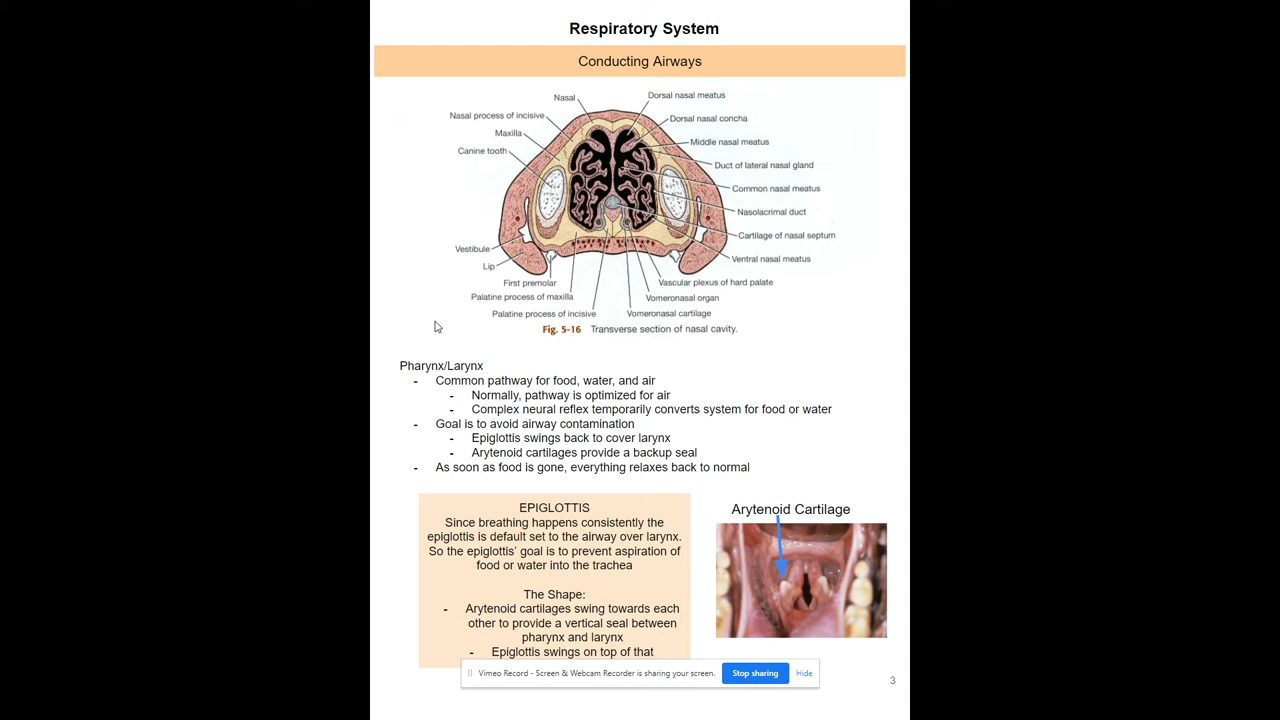 Respiratory System
Conducting Airways
Nasal
Dorsal nasal meatus
Nasal process of incisive
Dorsal nasal concha
Maxilla
Middle nasal meatus
Canine tooth
Duct of lateral nasal gland
Common nasal meatus
Nasolacrimal duct
Cartilage of nasal septum
Vestibule
Ventral nasal meatus
Lip
First premolar
Vascular plexus of hard palate
Palatine process of maxilla
Vomeronasal organ
Palatine process of incisive
Vomeronasal cartilage
Fig. 5-16 Transverse section of nasal cavity.
Pharynx/Larynx
- Common pathway for food, water, and air
- Normally, pathway is optimized for air
- Complex neural reflex temporarily converts system for food or water
- Goal is to avoid airway contamination
- Epiglottis swings back to cover larynx
- Arytenoid cartilages provide a backup seal
- As soon as food is gone, everything relaxes back to normal
EPIGLOTTIS
Since breathing happens consistently the
epiglottis is default set to the airway over larynx.
So the epiglottis' goal is to prevent aspiration of
food or water into the trachea
The Shape:
- Arytenoid cartilages swing towards each
other to provide a vertical seal between
pharynx and larynx
- Epiglottis swings on top of that
Arytenoid Cartilage
Vimeo Record - Screen & Webcam Recorder is sharing your screen.
Stop sharing
Hide
3